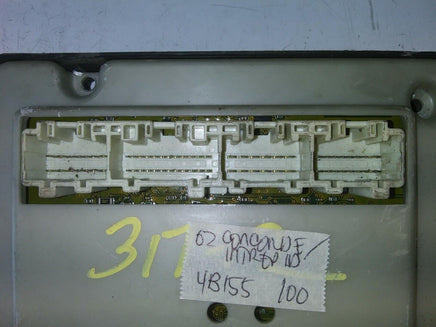 02 CONCORDE/
INTREPID
4B155 100
317